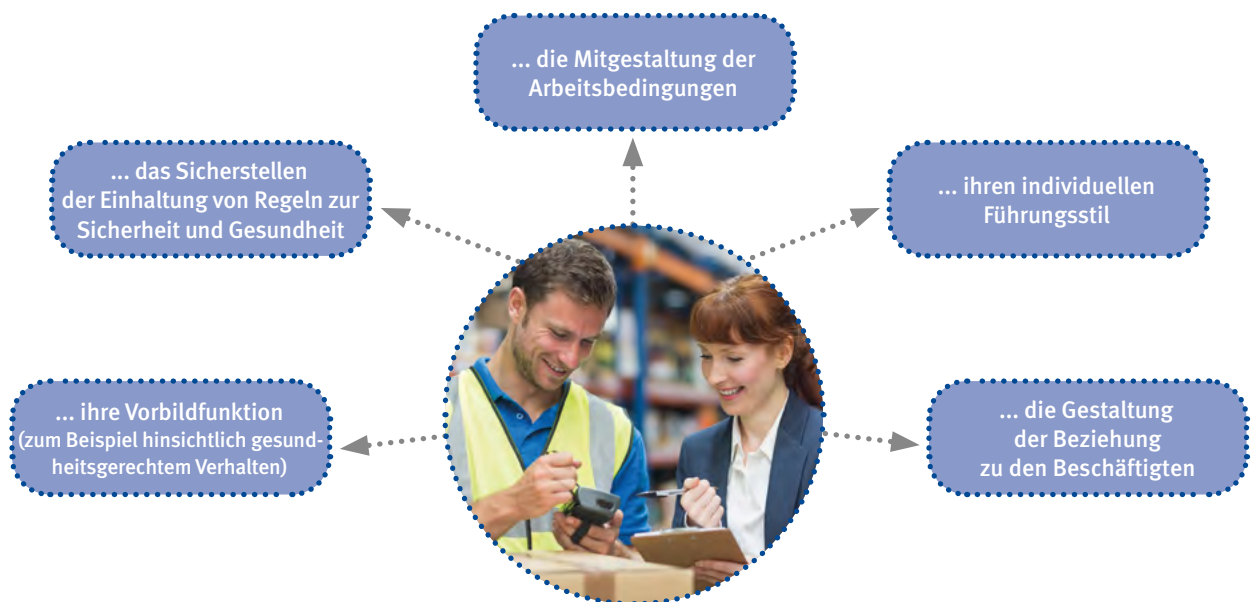 ... die Mitgestaltung der
Arbeitsbedingungen
... das Sicherstellen
der Einhaltung von Regeln zur
Sicherheit und Gesundheit
... ihren individuellen
Führungsstil
... ihre Vorbildfunktion
(zum Beispiel hinsichtlich gesund-
heitsgerechtem Verhalten)
... die Gestaltung
der Beziehung
zu den Beschäftigten